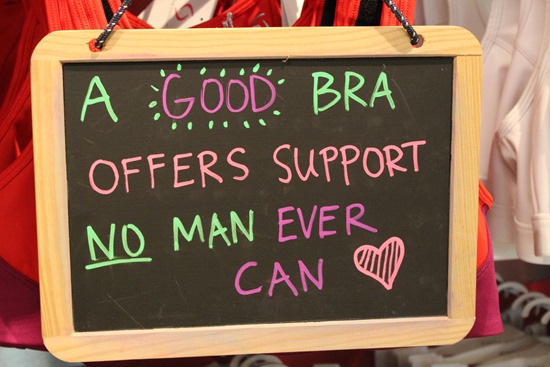 A GOOD BRA
OFFERS SUPPORT
NO MAN EVER
CAN